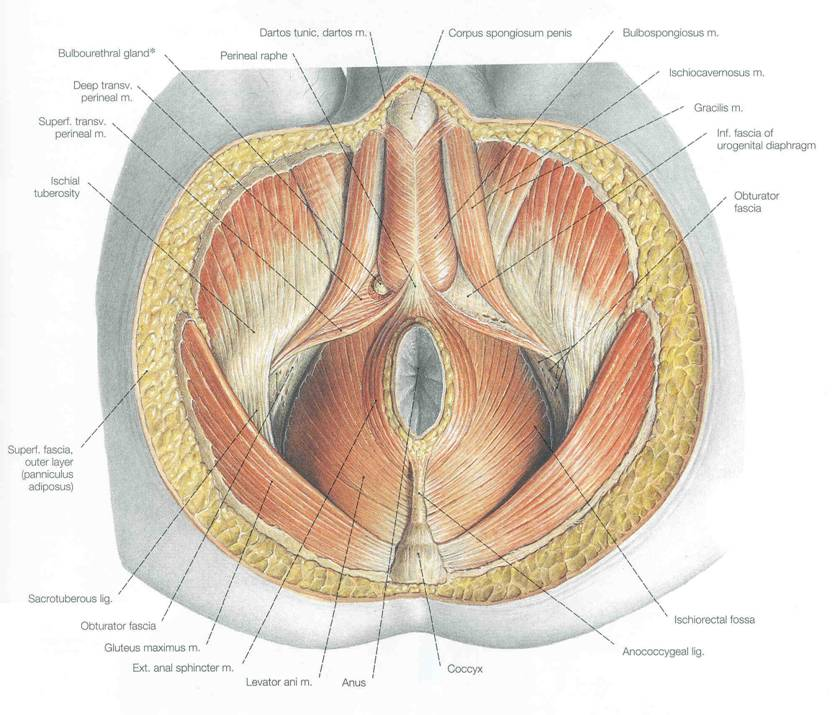 Dartos tunic, dartos m.
Corpus spongiosum penis
Bulbospongiosus m.
Bulbourethral gland*
Perineal raphe
Ischiocavernosus m.
Deep transv.
perineal m.
Gracilis m.
Superf. transv.
perineal m.
Inf. fascia of
urogenital diaphragm
Ischial
tuberosity
Obturator
fascia
Superf. fascia,
outer layer
(panniculus
adiposus)
Sacrotuberous lig.
Obturator fascia
Gluteus maximus m.
Ext. anal sphincter m.
Levator ani m.
Anus
Coccyx
Anococcygeal lig.
Ischiorectal fossa